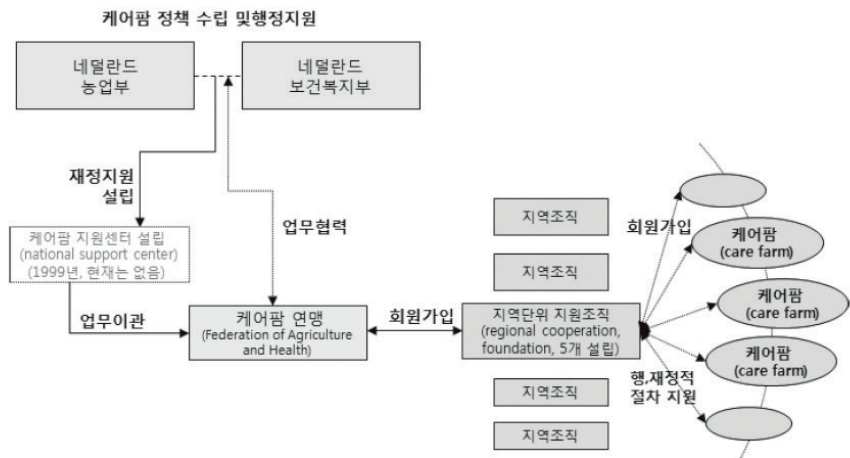 케어팜 정책 수립 및행정지원
네덜란드
농업부
네덜란드
보건복지부
재정지원
설립
업무협력
케어팜 지원센터 설립
(national support center)
(1999년, 현재는 없음)
업무이관
케어팜 연맹
(Federation of Agriculture
and Health)
회원가입
지역조직
지역조직
지역단위 지원조직
(regional cooperation,
foundation, 5개 설립)
지역조직
지역조직
회원가입
케어팜
(care farm)
케어팜
(care farm)
케어팜
(care farm)
행,재정적
절차 지원